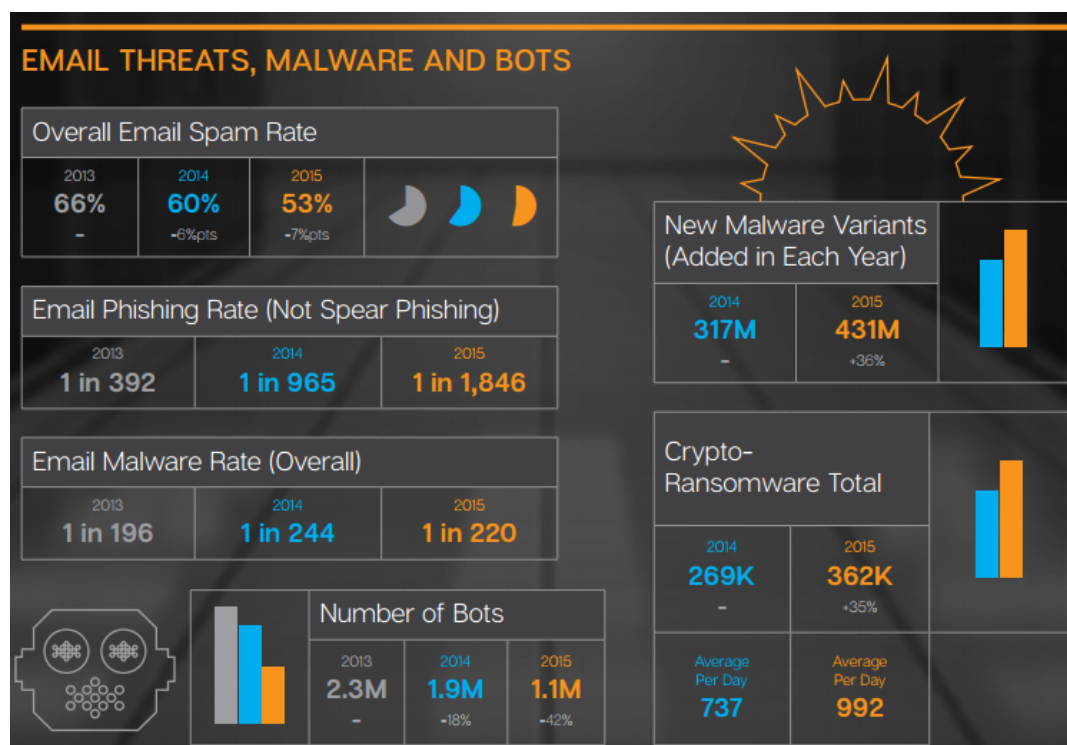 EMAIL THREATS, MALWARE AND BOTS
Overall Email Spam Rate
2013 2014 2015
66% 60% 53%
– -6%pts -7%pts
Email Phishing Rate (Not Spear Phishing)
2013 2014 2015
1 in 392 1 in 965 1 in 1,846
Email Malware Rate (Overall)
2013 2014 2015
1 in 196 1 in 244 1 in 220
Number of Bots
2013 2014 2015
2.3M 1.9M 1.1M
– -18% -42%
New Malware Variants
(Added in Each Year)
2014 2015
317M 431M
– +36%
Crypto-
Ransomware Total
2014 2015
269K 362K
– +35%
Average Average
Per Day Per Day
737 992